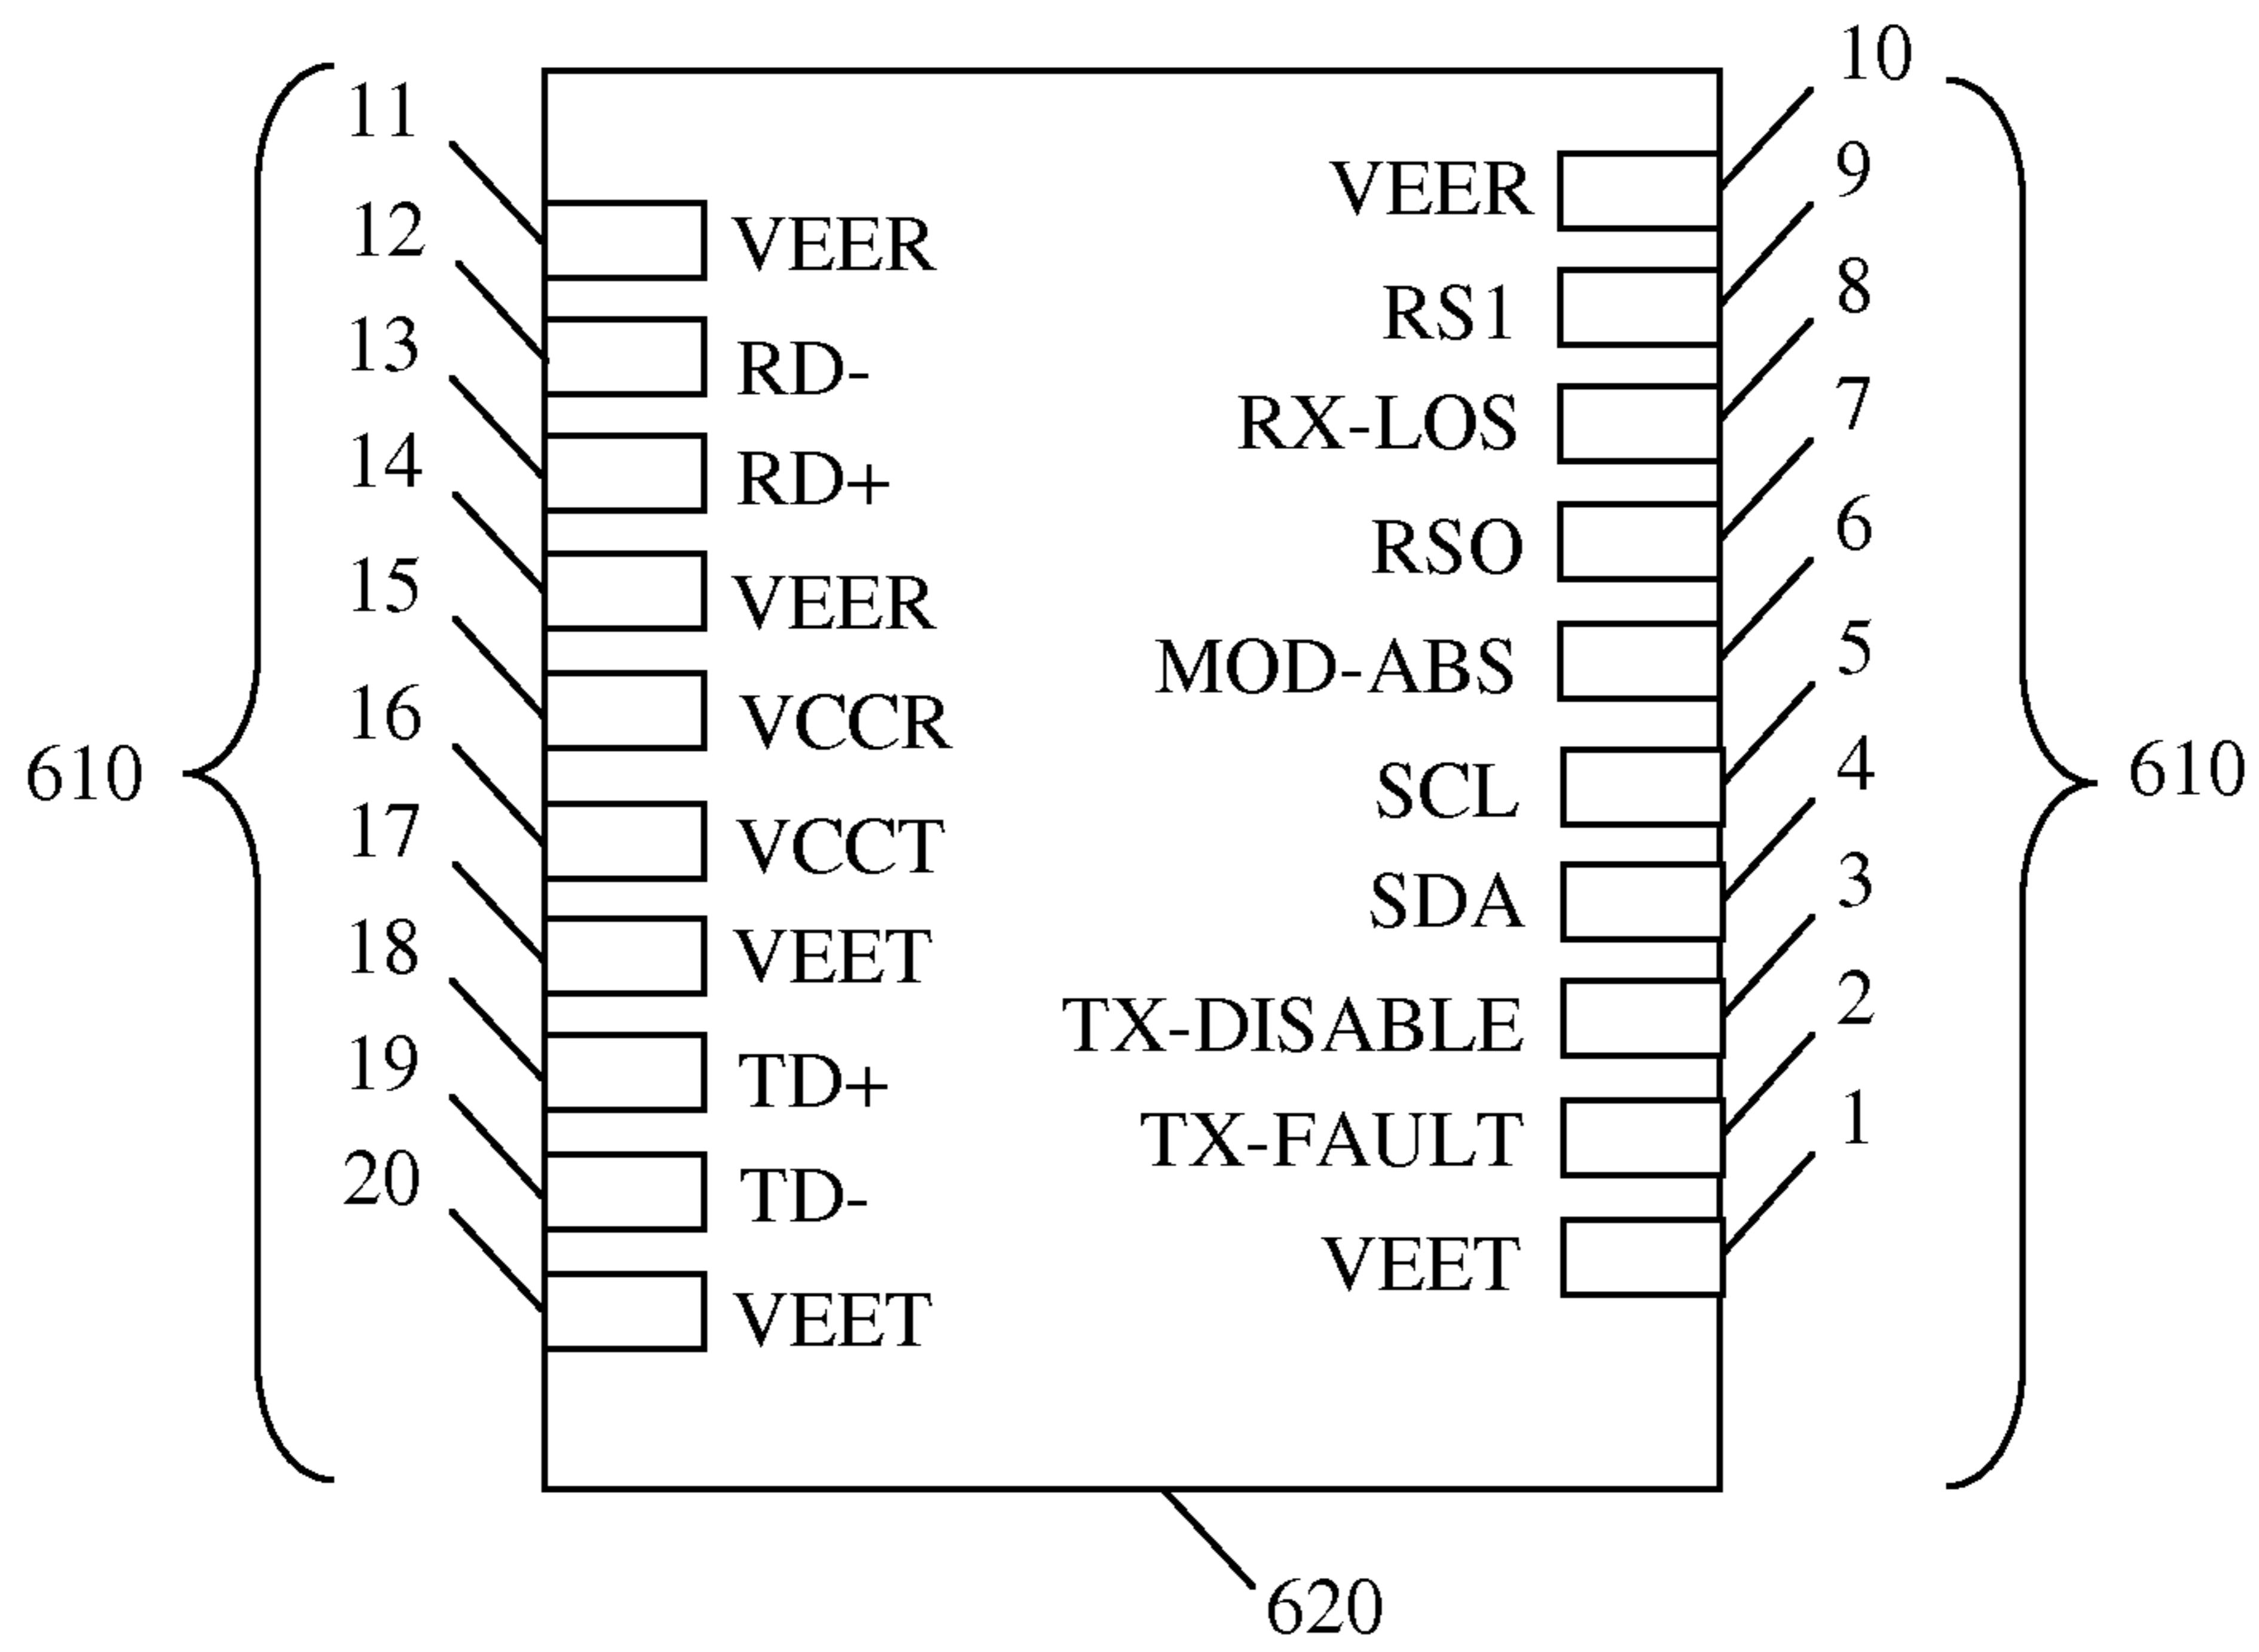 10
11
9
VEER
12
VEER
8
RS1
13
RD-
7
RX-LOS
14
RD+
6
RSO
15
VEER
5
MOD-ABS
16
VCCR
4
610
SCL
610
17
VCCT
3
SDA
18
VEET
2
TX-DISABLE
19
TD+
1
TX-FAULT
20
TD-
VEET
VEET
620